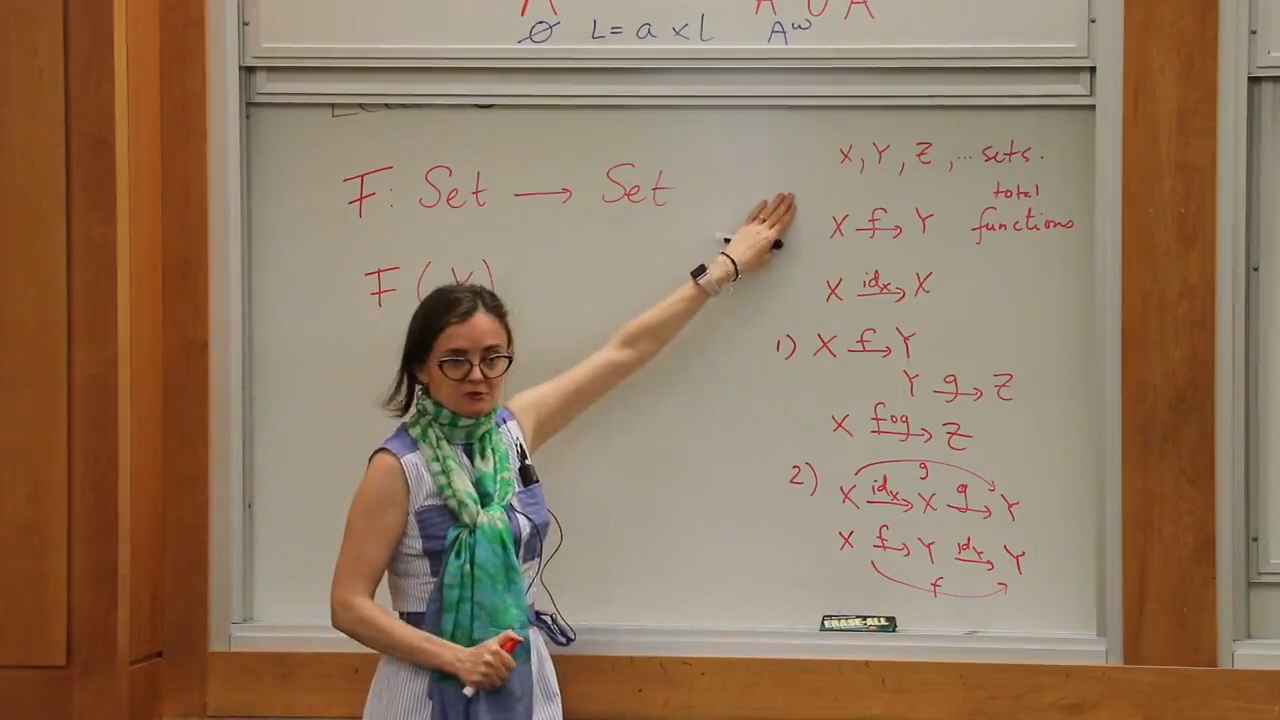 ∅ L = a × L A^ω
F: Set → Set
F(X)
X, Y, Z, ... sets.
total
X —f→ Y functions
X —id_X→ X
1) X —f→ Y
Y —g→ Z
X —f∘g→ Z
2) g
X —id_X→ X —g→ Y
X —f→ Y —id_Y→ Y
f
ERASE-ALL